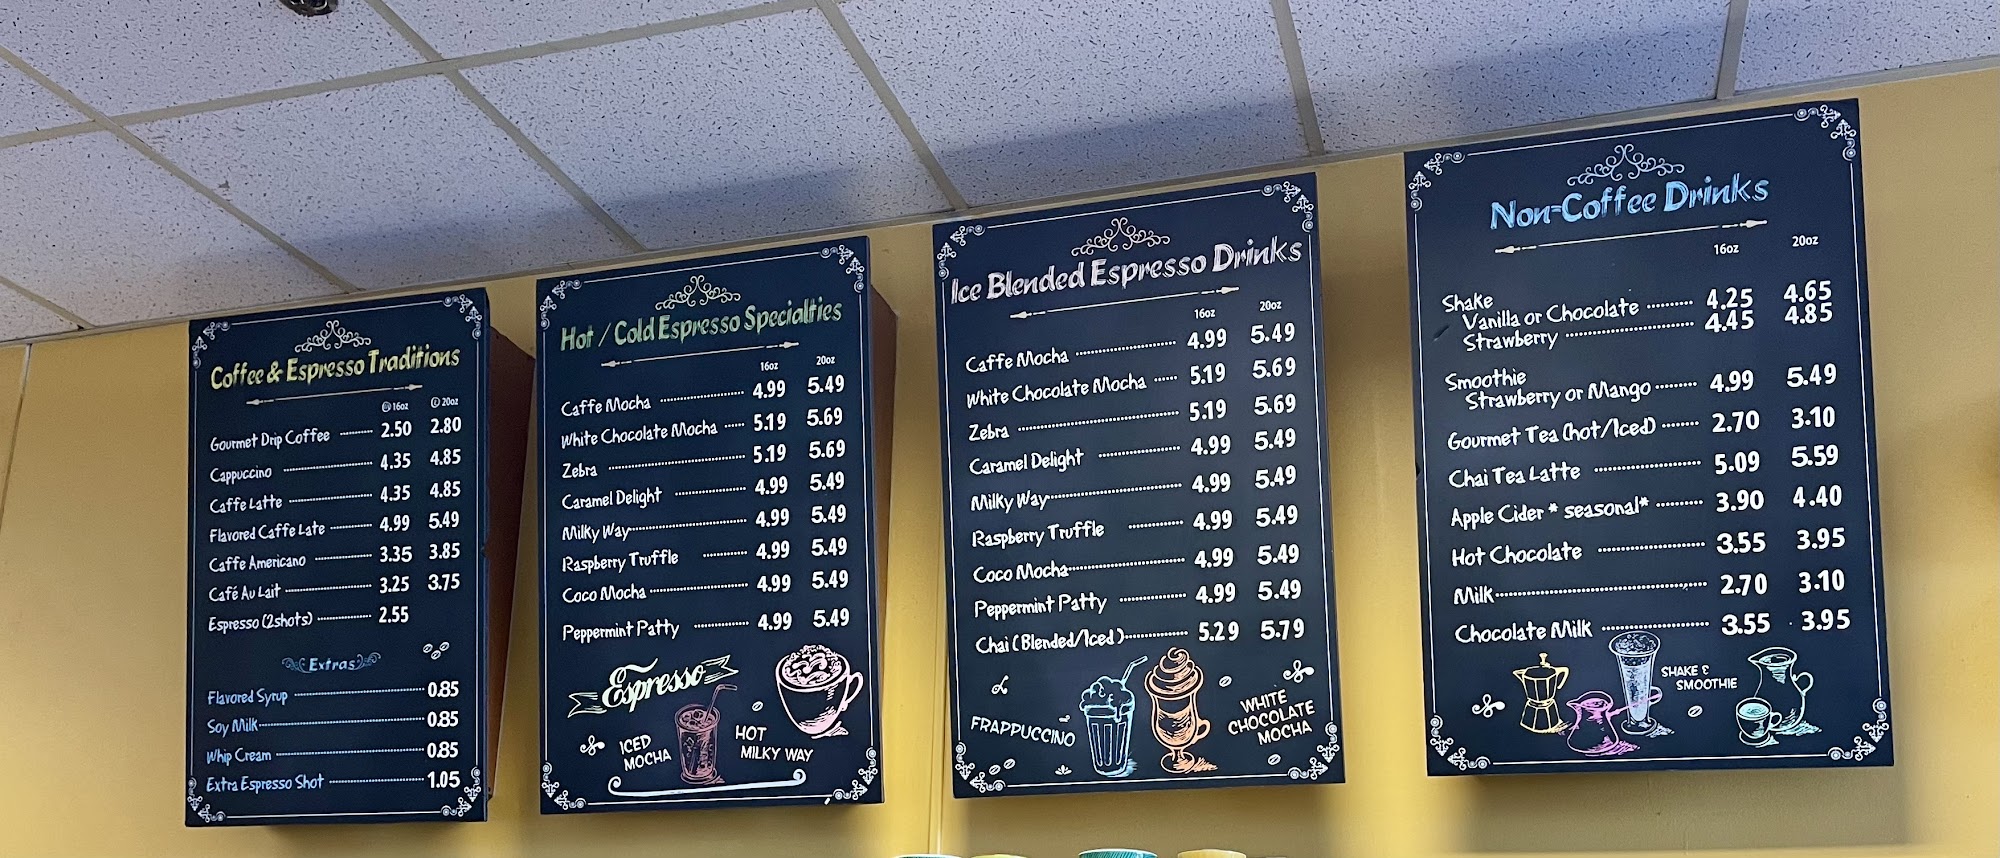 Coffee & Espresso Traditions
16oz 20oz
Gourmet Drip Coffee 2.50 2.80
Cappuccino 4.35 4.85
Caffe Latte 4.35 4.85
Flavored Caffe Late 4.99 5.49
Caffe Americano 3.35 3.85
Café Au Lait 3.25 3.75
Espresso (2shots) 2.55
Extras
Flavored Syrup 0.85
Soy Milk 0.85
Whip Cream 0.85
Extra Espresso Shot 1.05
Hot / Cold Espresso Specialties
16oz 20oz
Caffe Mocha 4.99 5.49
White Chocolate Mocha 5.19 5.69
Zebra 5.19 5.69
Caramel Delight 4.99 5.49
Milky Way 4.99 5.49
Raspberry Truffle 4.99 5.49
Coco Mocha 4.99 5.49
Peppermint Patty 4.99 5.49
Espresso
ICED
MOCHA
HOT
MILKY WAY
Ice Blended Espresso Drinks
16oz 20oz
Caffe Mocha 4.99 5.49
White Chocolate Mocha 5.19 5.69
Zebra 5.19 5.69
Caramel Delight 4.99 5.49
Milky Way 4.99 5.49
Raspberry Truffle 4.99 5.49
Coco Mocha 4.99 5.49
Peppermint Patty 4.99 5.49
Chai (Blended/Iced) 5.29 5.79
FRAPPUCCINO
WHITE
CHOCOLATE
MOCHA
Non-Coffee Drinks
16oz 20oz
Shake
Vanilla or Chocolate 4.25 4.65
Strawberry 4.45 4.85
Smoothie
Strawberry or Mango 4.99 5.49
Gourmet Tea (hot/Iced) 2.70 3.10
Chai Tea Latte 5.09 5.59
Apple Cider * seasonal* 3.90 4.40
Hot Chocolate 3.55 3.95
Milk 2.70 3.10
Chocolate Milk 3.55 3.95
SHAKE &
SMOOTHIE